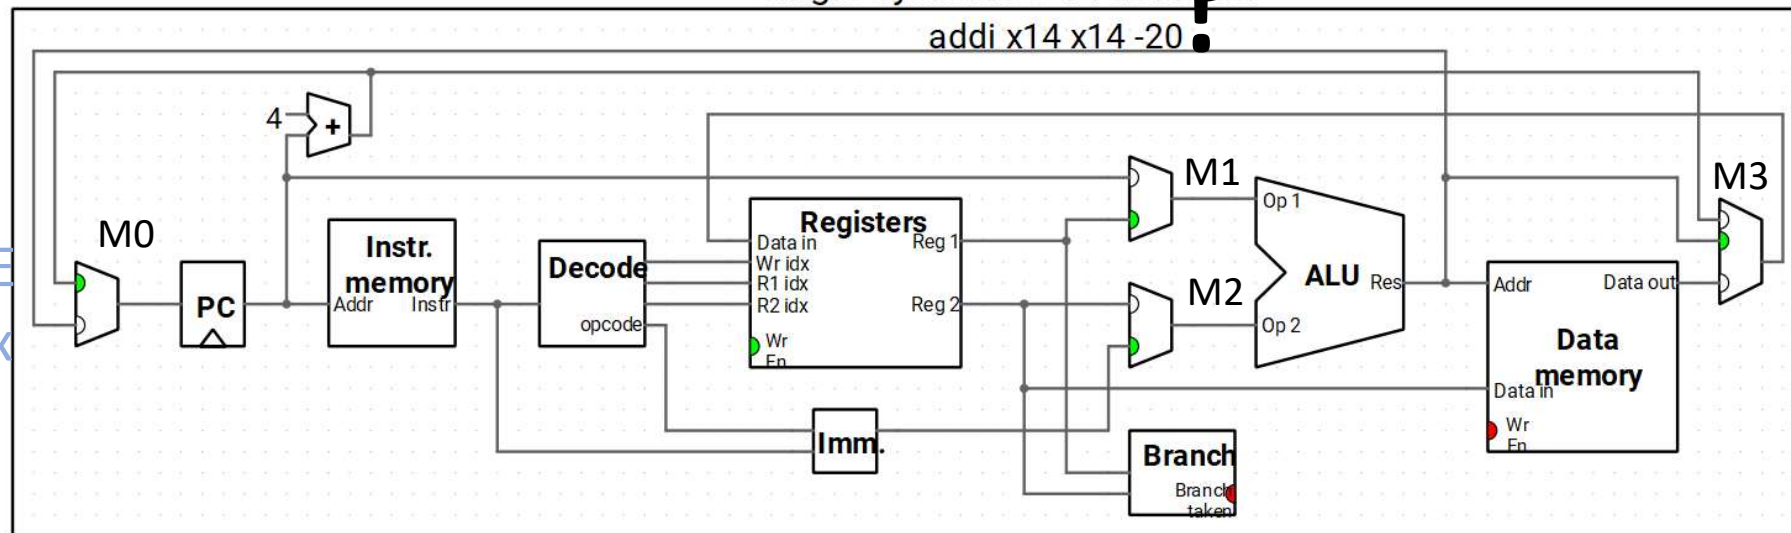 addi x14 x14 -20
4
+
M0
PC
Instr.
memory
Addr
Instr
Decode
opcode
Registers
Data in
Wr idx
R1 idx
R2 idx
Wr
En
Reg 1
Reg 2
Imm.
M1
M2
Op 1
Op 2
ALU
Res
Branch
Branch
taken
Data
memory
Addr
Data out
Data in
Wr
En
M3